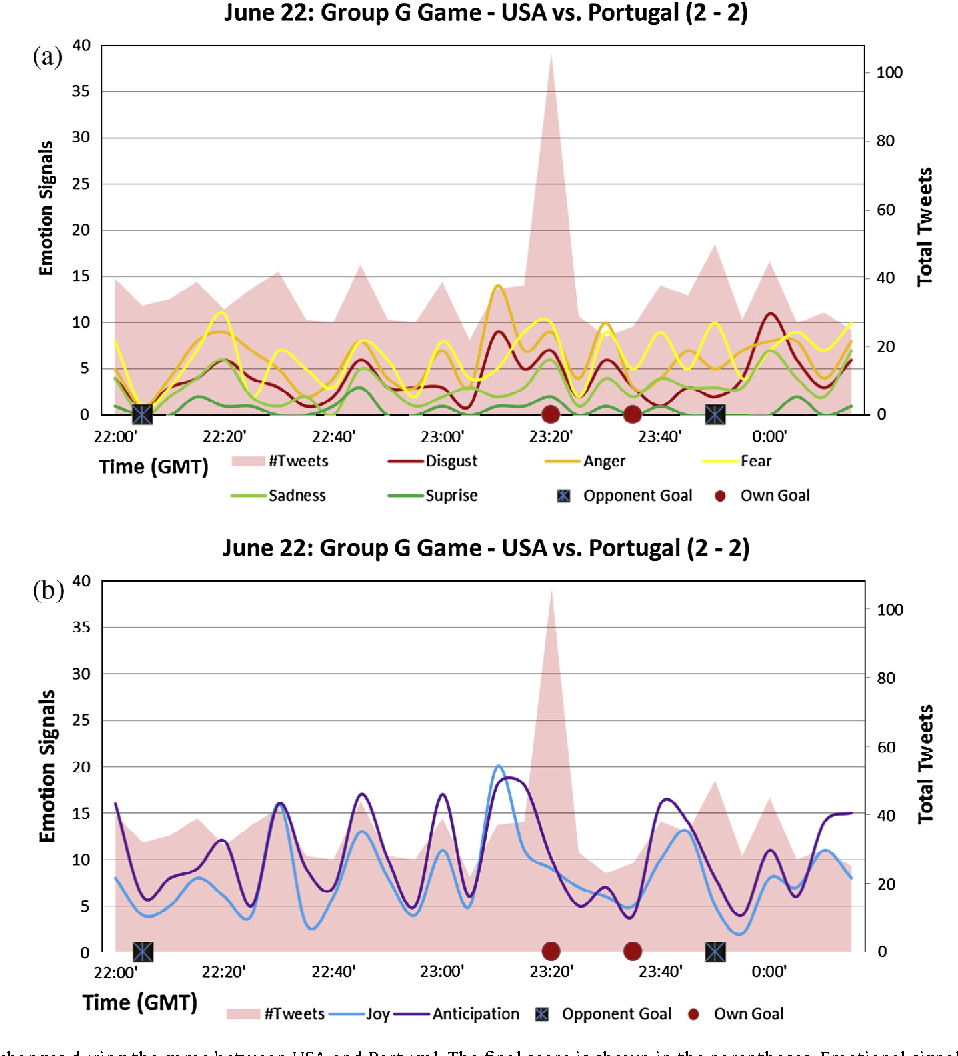 June 22: Group G Game - USA vs. Portugal (2 - 2)
(a)
40
35
30
25
20
15
10
5
0
Emotion Signals
100
80
60
40
20
0
Total Tweets
22:00' 22:20' 22:40' 23:00' 23:20' 23:40' 0:00'
Time (GMT)
#Tweets Disgust Anger Fear
Sadness Suprise Opponent Goal Own Goal
June 22: Group G Game - USA vs. Portugal (2 - 2)
(b)
40
35
30
25
20
15
10
5
0
Emotion Signals
100
80
60
40
20
0
Total Tweets
22:00' 22:20' 22:40' 23:00' 23:20' 23:40' 0:00'
Time (GMT)
#Tweets Joy Anticipation Opponent Goal Own Goal